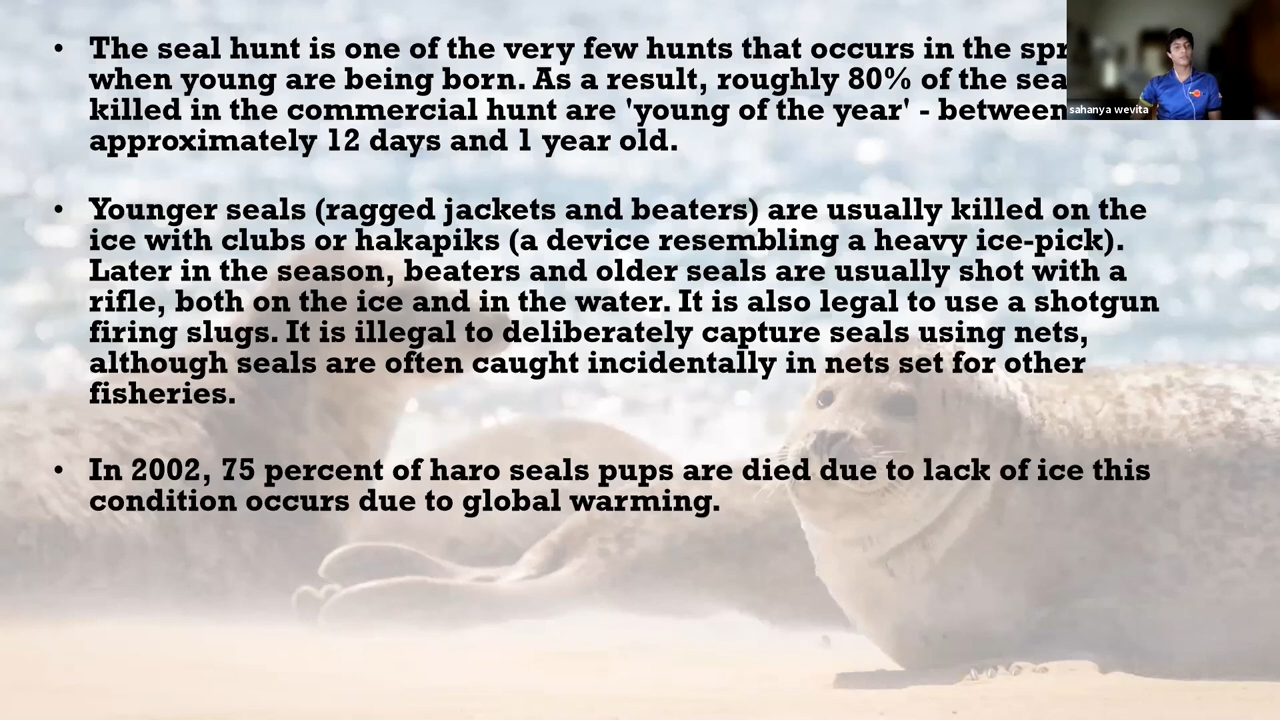 • The seal hunt is one of the very few hunts that occurs in the
when young are being born. As a result, roughly 80% of the
killed in the commercial hunt are 'young of the year' - between
approximately 12 days and 1 year old.
• Younger seals (ragged jackets and beaters) are usually killed on the
ice with clubs or hakapiks (a device resembling a heavy ice-pick).
Later in the season, beaters and older seals are usually shot with a
rifle, both on the ice and in the water. It is also legal to use a shotgun
firing slugs. It is illegal to deliberately capture seals using nets,
although seals are often caught incidentally in nets set for other
fisheries.
• In 2002, 75 percent of haro seals pups are died due to lack of ice this
condition occurs due to global warming.
sahanya wevita